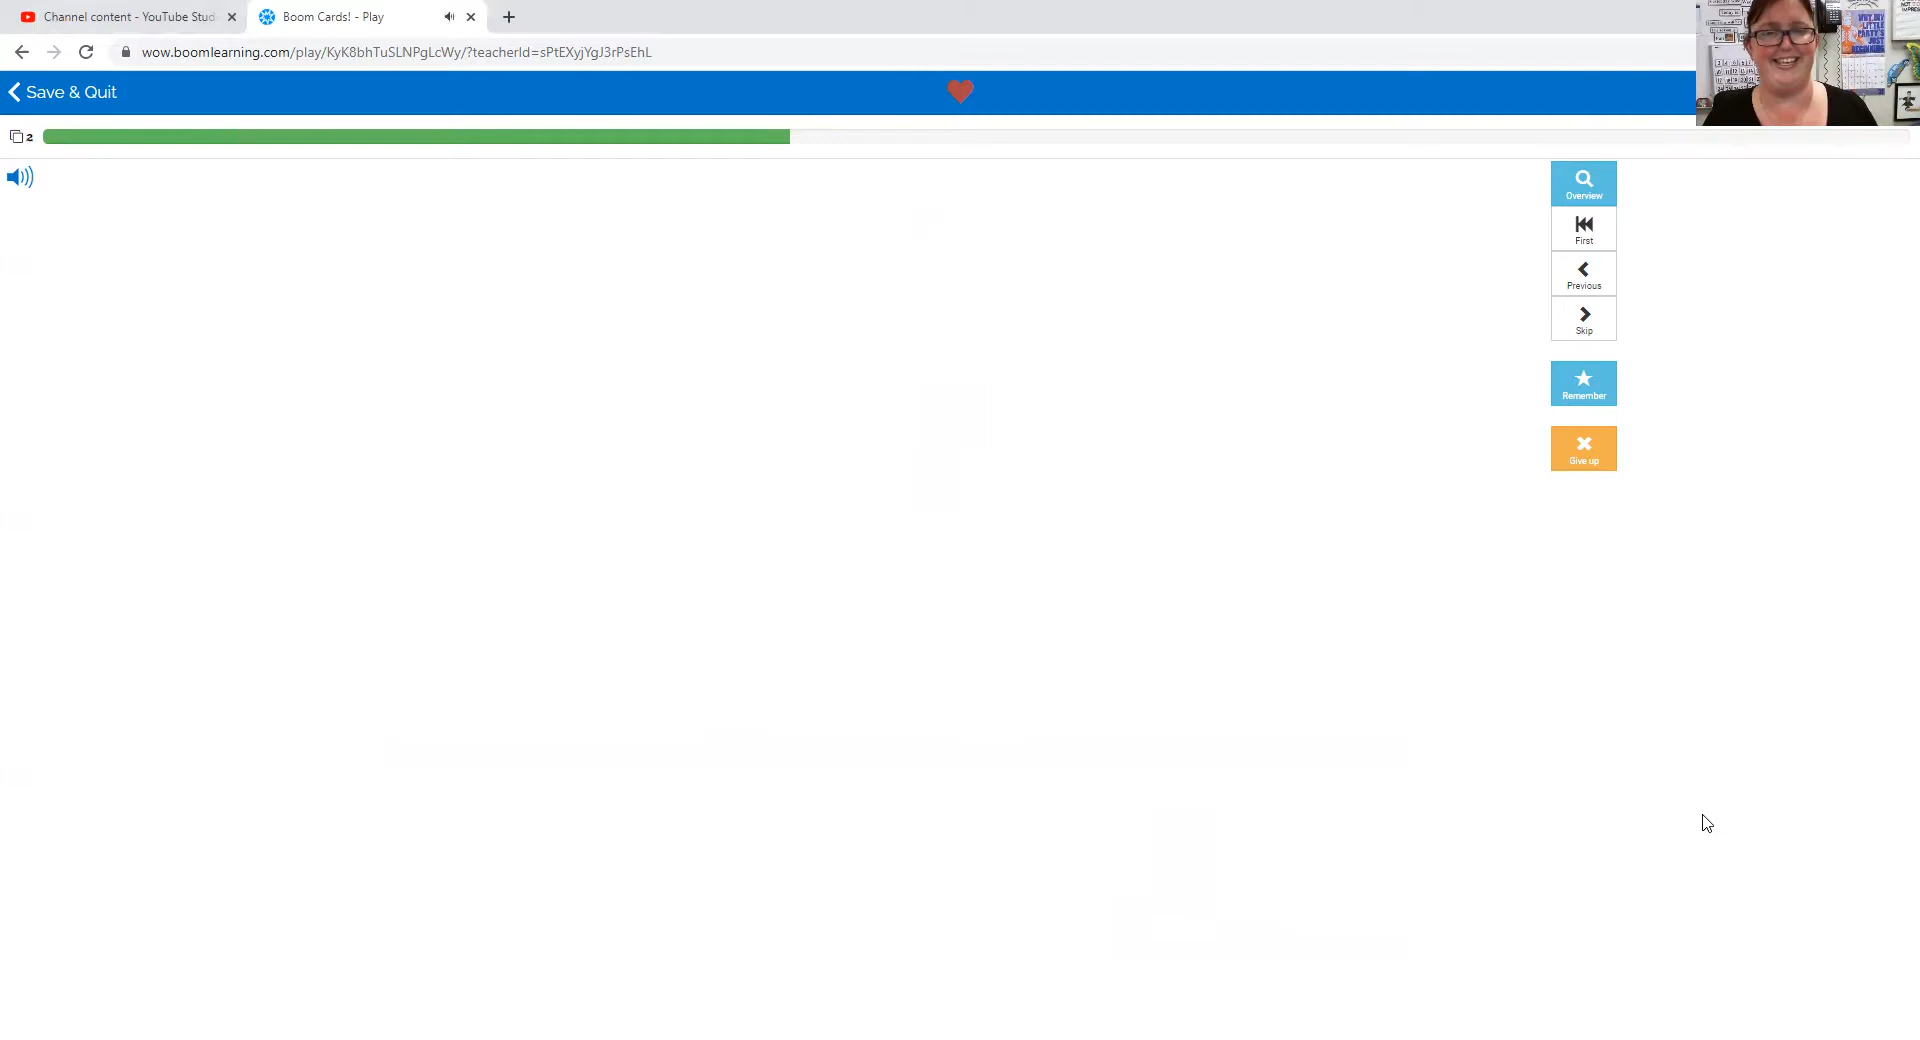 Channel content - YouTube Stud
Boom Cards! - Play
wow.boomlearning.com/play/KyK8bhTuSLNPgLcWy/?teacherId=sPtEXyjYgJ3rPsEhL
Save & Quit
2
Overview
First
Previous
Skip
Remember
Give up